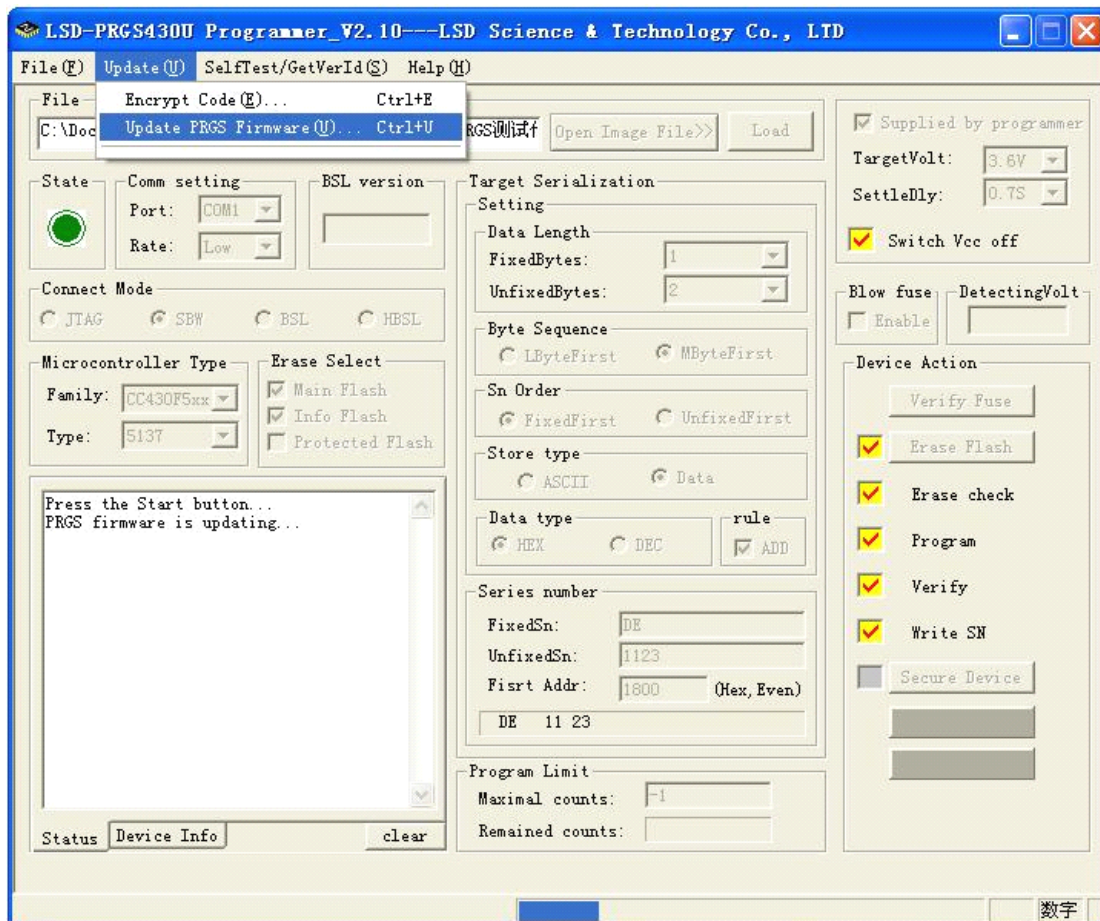 LSD-PRGS430U Programmer_V2.10---LSD Science & Technology Co., LTD
File(F) Update(U) SelfTest/GetVerId(S) Help(H)
Encrypt Code(E)... Ctrl+E
Update PRGS Firmware(U)... Ctrl+U
File
C:\Doc RGS测试
Open Image File>> Load
State
Comm setting
Port: COM1
Rate: Low
BSL version
Connect Mode
JTAG SBW BSL HBSL
Microcontroller Type
Family: CC430F5xx
Type: 5137
Erase Select
Main Flash
Info Flash
Protected Flash
Press the Start button...
PRGS firmware is updating...
Status Device Info clear
Target Serialization
Setting
Data Length
FixedBytes: 1
UnfixedBytes: 2
Byte Sequence
LByteFirst MByteFirst
Sn Order
FixedFirst UnfixedFirst
Store type
ASCII Data
Data type
HEX DEC
rule
ADD
Series number
FixedSn: DE
UnfixedSn: 1123
Fisrt Addr: 1800 (Hex, Even)
DE 11 23
Program Limit
Maximal counts: -1
Remained counts:
Supplied by programmer
TargetVolt: 3.6V
SettleDly: 0.7S
Switch Vcc off
Blow fuse
Enable
DetectingVolt
Device Action
Verify Fuse
Erase Flash
Erase check
Program
Verify
Write SN
Secure Device
数字